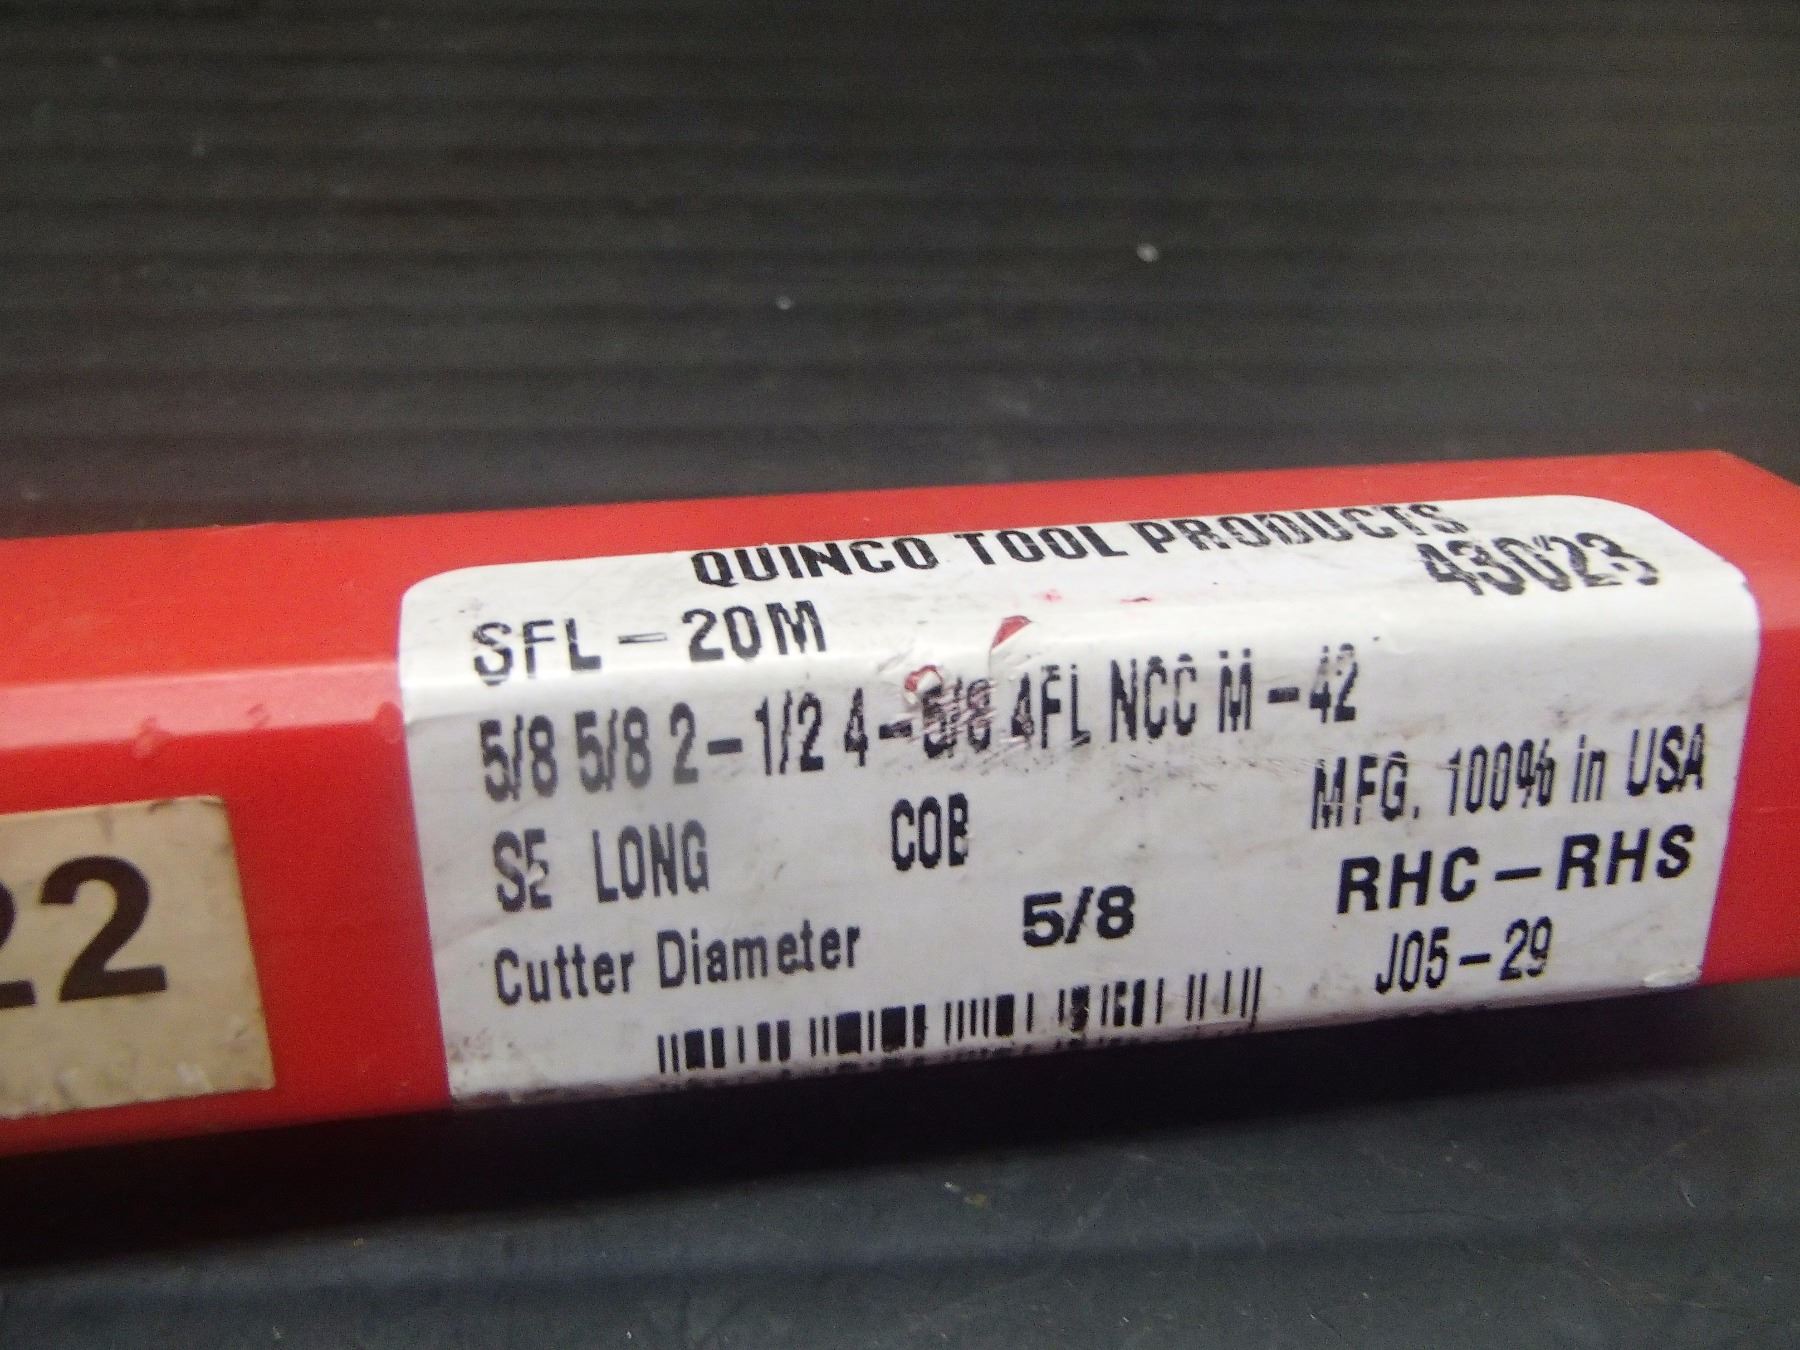 QUINCO TOOL PRODUCTS
SFL-20M 43023
5/8 5/8 2-1/2 4-5/8 4FL NCC M-42
SE LONG COB MFG. 100% in USA
Cutter Diameter 5/8 RHC-RHS
J05-29
22